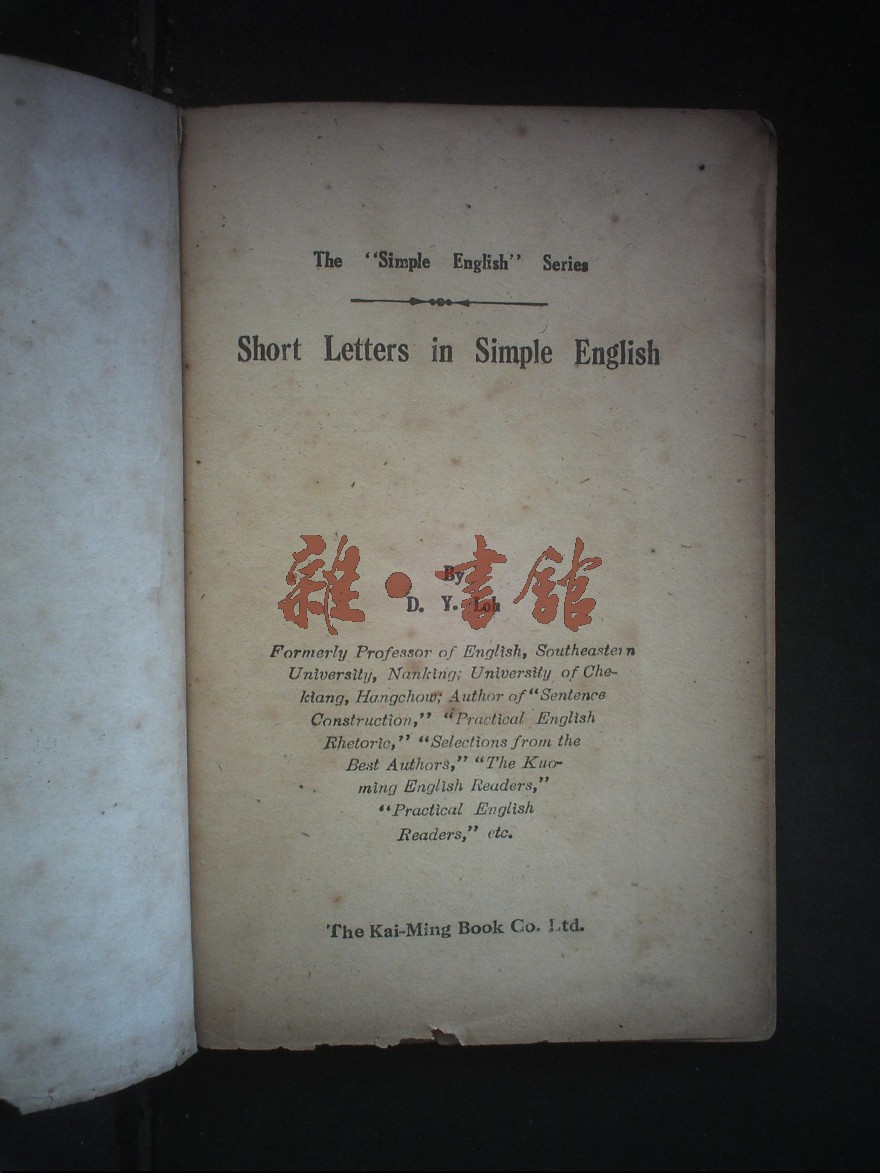 The "Simple English" Series
Short Letters in Simple English
By
D. Y. Loh
Formerly Professor of English, Southeastern
University, Nanking; University of Che-
kiang, Hangchow; Author of "Sentence
Construction," "Practical English
Rhetoric," "Selections from the
Best Authors," "The Kuo-
ming English Readers,"
"Practical English
Readers," etc.
The Kai-Ming Book Co. Ltd.
雜·書館